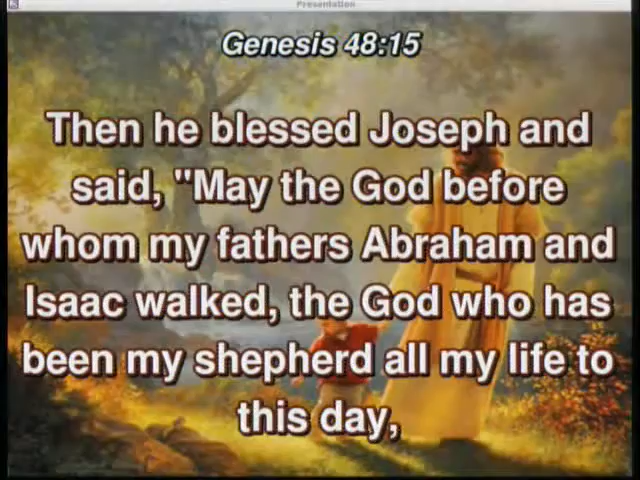 Presentation
Genesis 48:15
Then he blessed Joseph and
said, "May the God before
whom my fathers Abraham and
Isaac walked, the God who has
been my shepherd all my life to
this day,